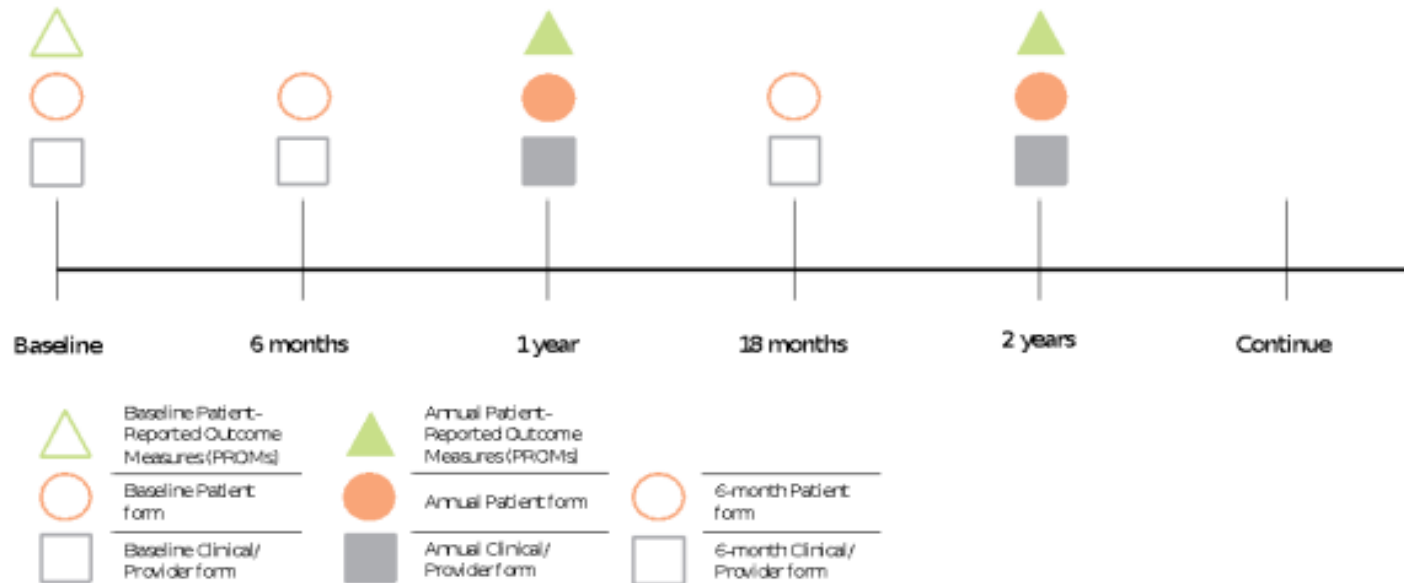 Baseline
6 months
1 year
18 months
2 years
Continue
Baseline Patient-
Reported Outcome
Measures (PROMs)
Annual Patient-
Reported Outcome
Measures (PROMs)
Baseline Patient
form
Annual Patient form
6-month Patient
form
Baseline Clinical/
Provider form
Annual Clinical/
Provider form
6-month Clinical/
Provider form